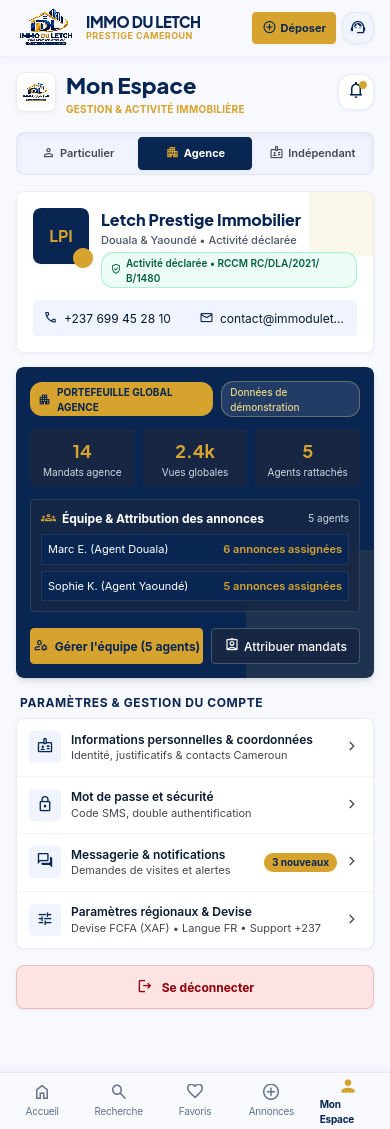 IMMO DU LETCH
IMMO DU LETCH
PRESTIGE CAMEROUN
Déposer
Mon Espace
GESTION & ACTIVITÉ IMMOBILIÈRE
Particulier
Agence
Indépendant
LPI
Letch Prestige Immobilier
Douala & Yaoundé • Activité déclarée
Activité déclarée • RCCM RC/DLA/2021/
B/1480
+237 699 45 28 10
contact@immodulet...
PORTEFEUILLE GLOBAL
AGENCE
Données de
démonstration
14
Mandats agence
2.4k
Vues globales
5
Agents rattachés
Équipe & Attribution des annonces
5 agents
Marc E. (Agent Douala)
6 annonces assignées
Sophie K. (Agent Yaoundé)
5 annonces assignées
Gérer l'équipe (5 agents)
Attribuer mandats
PARAMÈTRES & GESTION DU COMPTE
Informations personnelles & coordonnées
Identité, justificatifs & contacts Cameroun
Mot de passe et sécurité
Code SMS, double authentification
Messagerie & notifications
Demandes de visites et alertes
3 nouveaux
Paramètres régionaux & Devise
Devise FCFA (XAF) • Langue FR • Support +237
Se déconnecter
Accueil
Recherche
Favoris
Annonces
Mon
Espace